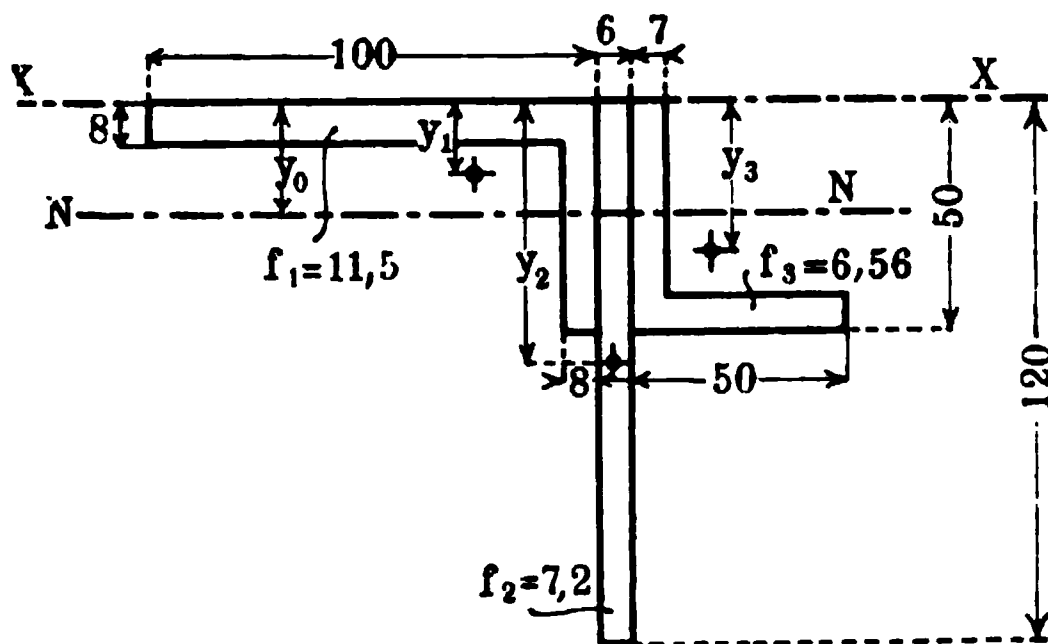 6 7
100
X X
8
y₁
y₃
y₀
N N
50
f₁=11,5
y₂
f₃=6,56
8
50
120
f₂=7,2